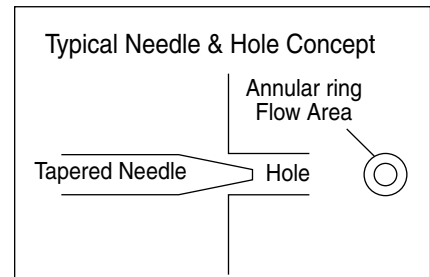 Typical Needle & Hole Concept
Annular ring
Flow Area
Tapered Needle
Hole